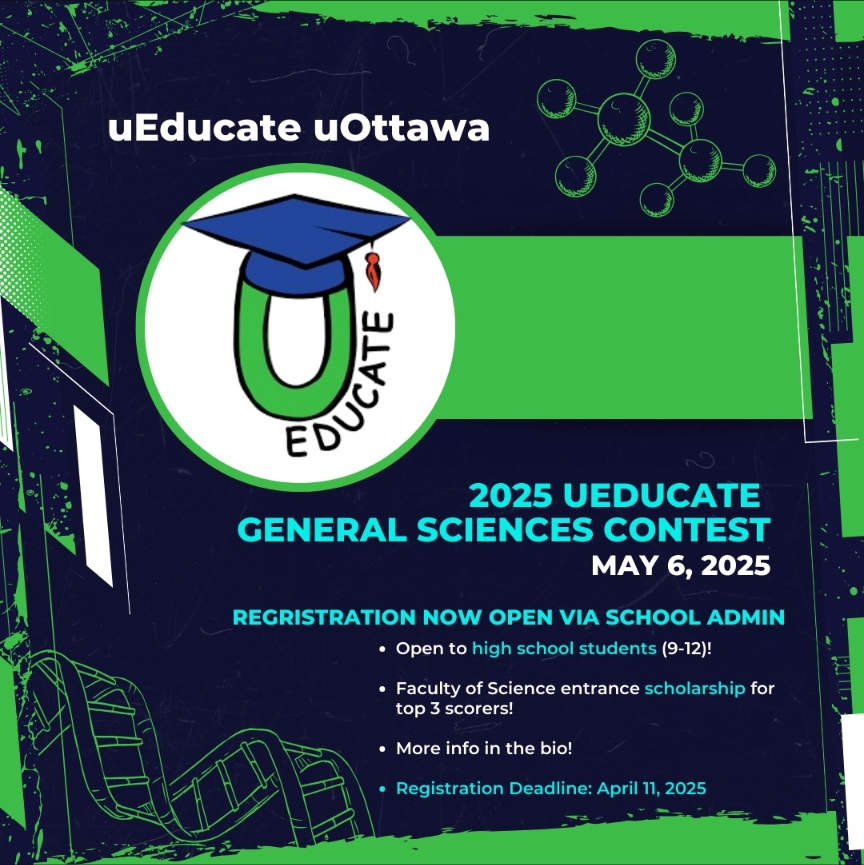 uEducate uOttawa
EDUCATE
2025 UEDUCATE
GENERAL SCIENCES CONTEST
MAY 6, 2025
REGRISTRATION NOW OPEN VIA SCHOOL ADMIN
• Open to high school students (9-12)!
• Faculty of Science entrance scholarship for
top 3 scorers!
• More info in the bio!
• Registration Deadline: April 11, 2025